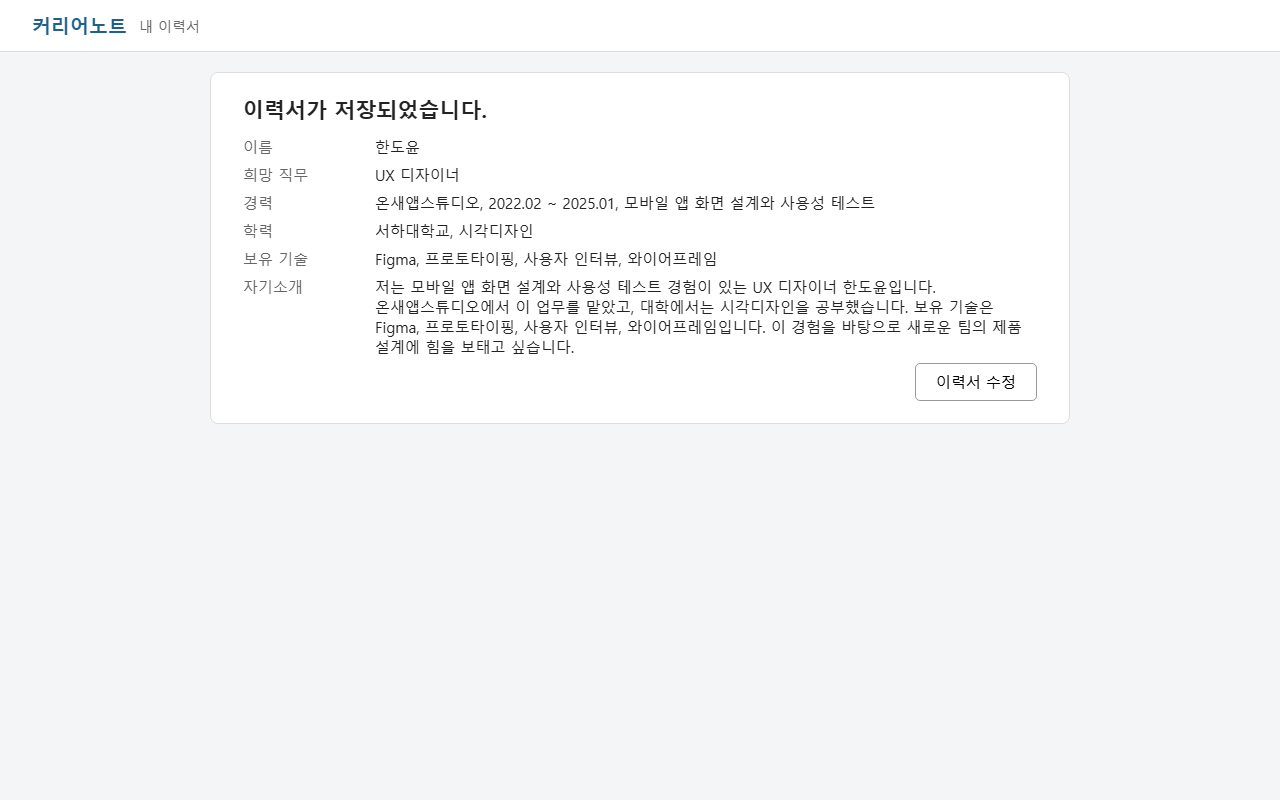 커리어노트 내 이력서
이력서가 저장되었습니다.
이름 한도윤
희망 직무 UX 디자이너
경력 온새앱스튜디오, 2022.02 ~ 2025.01, 모바일 앱 화면 설계와 사용성 테스트
학력 서하대학교, 시각디자인
보유 기술 Figma, 프로토타이핑, 사용자 인터뷰, 와이어프레임
자기소개 저는 모바일 앱 화면 설계와 사용성 테스트 경험이 있는 UX 디자이너 한도윤입니다.
온새앱스튜디오에서 이 업무를 맡았고, 대학에서는 시각디자인을 공부했습니다. 보유 기술은
Figma, 프로토타이핑, 사용자 인터뷰, 와이어프레임입니다. 이 경험을 바탕으로 새로운 팀의 제품
설계에 힘을 보태고 싶습니다.
이력서 수정